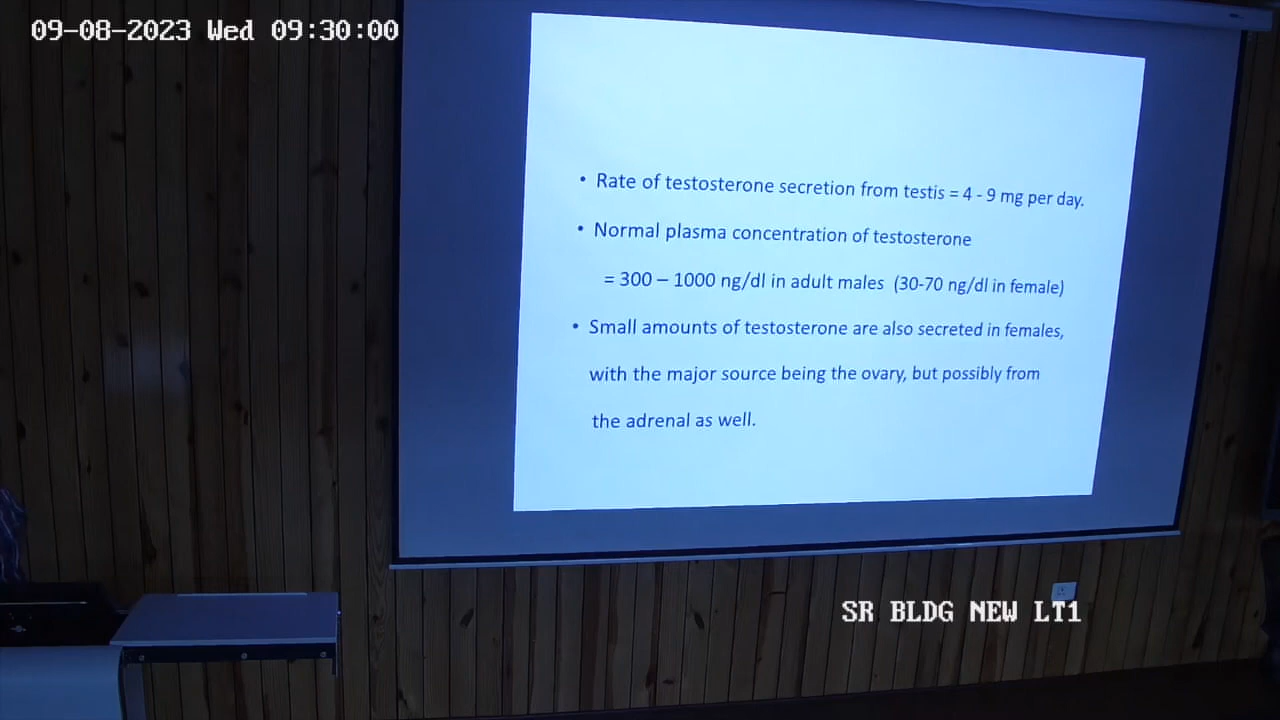 09-08-2023 Wed 09:30:00
• Rate of testosterone secretion from testis = 4 - 9 mg per day.
• Normal plasma concentration of testosterone
= 300 – 1000 ng/dl in adult males (30-70 ng/dl in female)
• Small amounts of testosterone are also secreted in females,
with the major source being the ovary, but possibly from
the adrenal as well.
SR BLDG NEW LT1